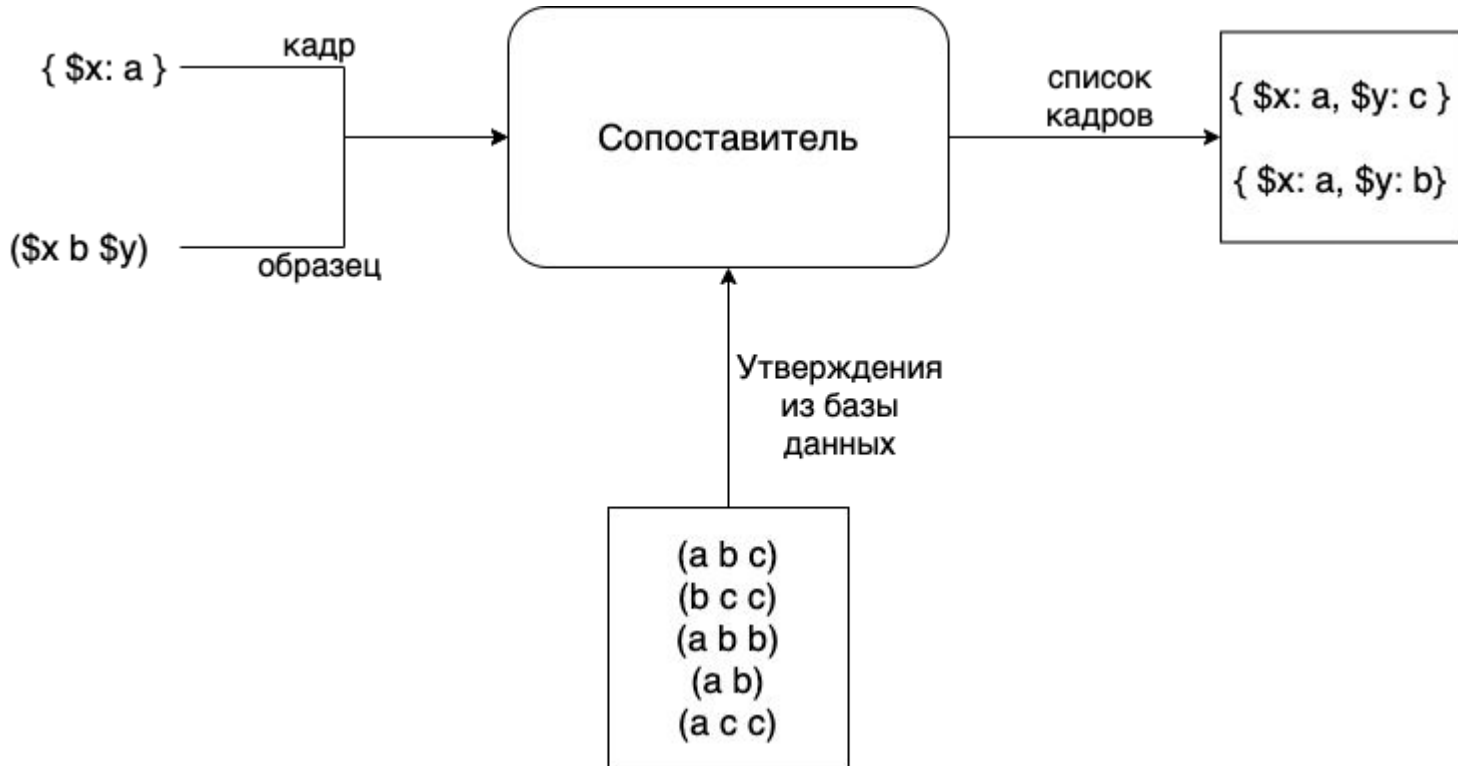 { $x: a }
кадр
($x b $y)
образец
Сопоставитель
список
кадров
{ $x: a, $y: c }
{ $x: a, $y: b}
Утверждения
из базы
данных
(a b c)
(b c c)
(a b b)
(a b)
(a c c)